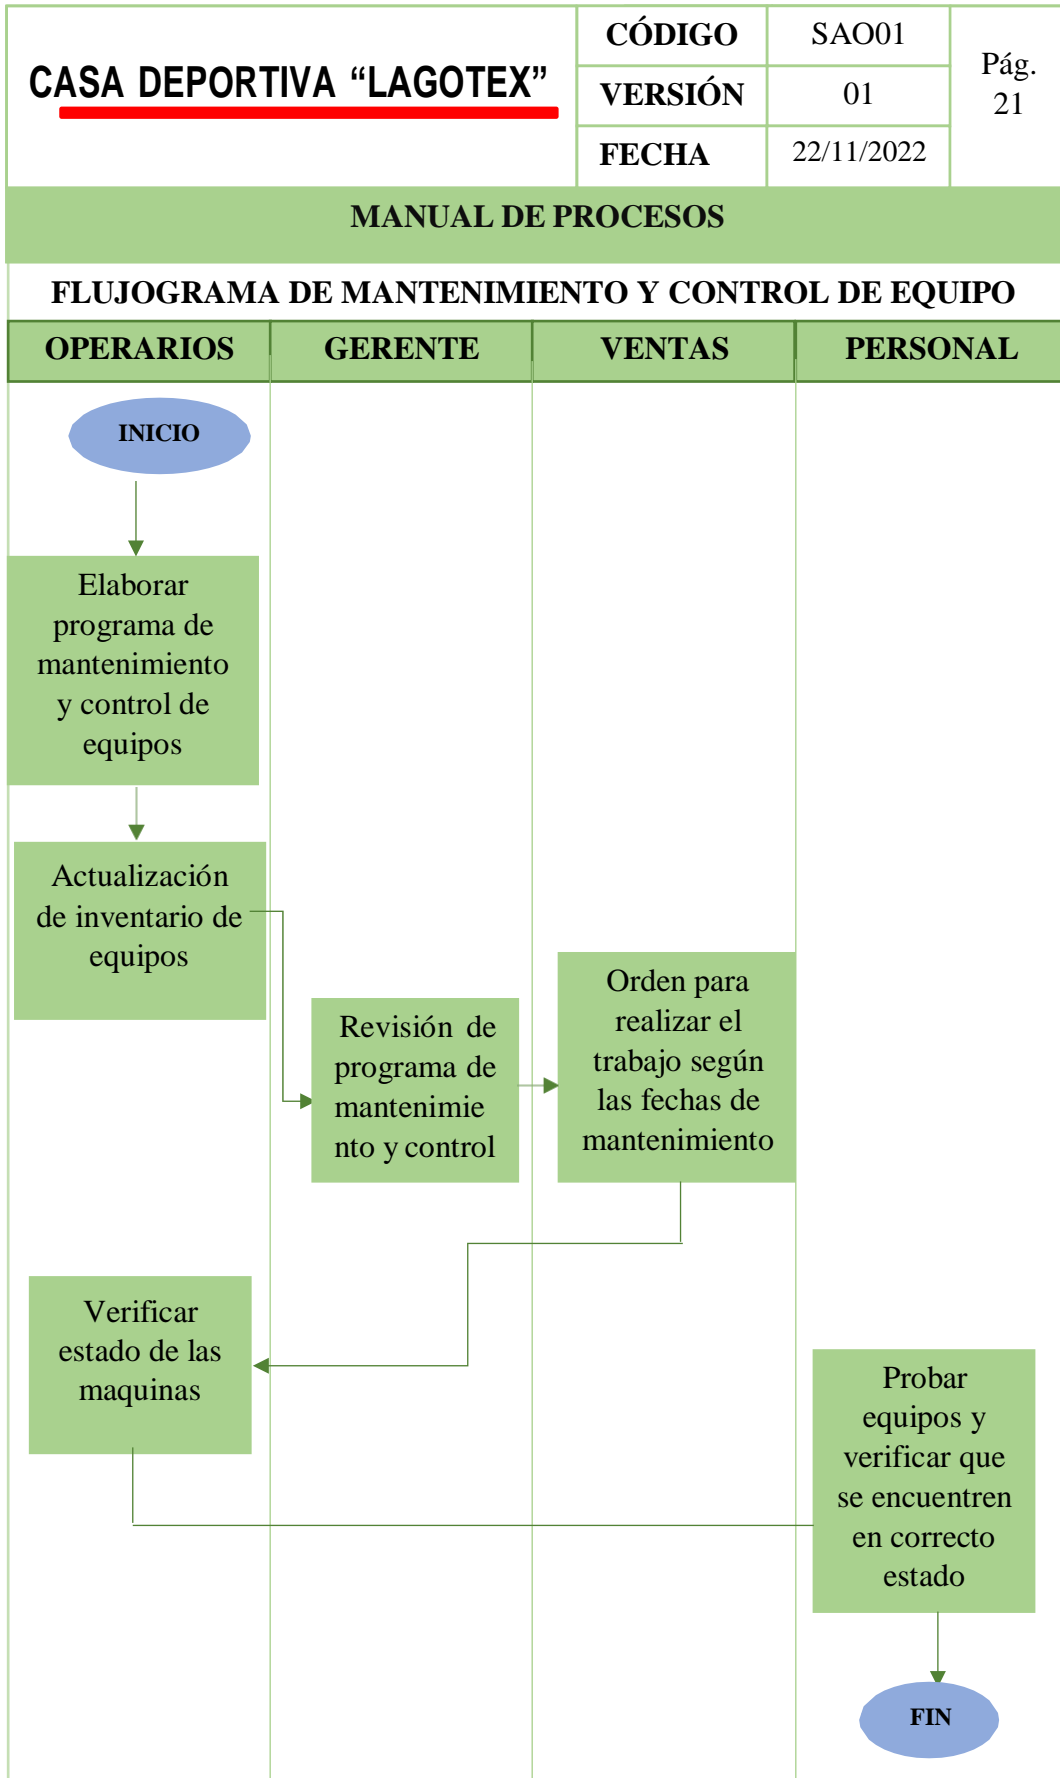 CASA DEPORTIVA “LAGOTEX”
CÓDIGO
SAO01
Pág.
21
VERSIÓN
01
FECHA
22/11/2022
MANUAL DE PROCESOS
FLUJOGRAMA DE MANTENIMIENTO Y CONTROL DE EQUIPO
OPERARIOS
GERENTE
VENTAS
PERSONAL
INICIO
Elaborar
programa de
mantenimiento
y control de
equipos
Actualización
de inventario de
equipos
Revisión de
programa de
mantenimie
nto y control
Orden para
realizar el
trabajo según
las fechas de
mantenimiento
Verificar
estado de las
maquinas
Probar
equipos y
verificar que
se encuentren
en correcto
estado
FIN